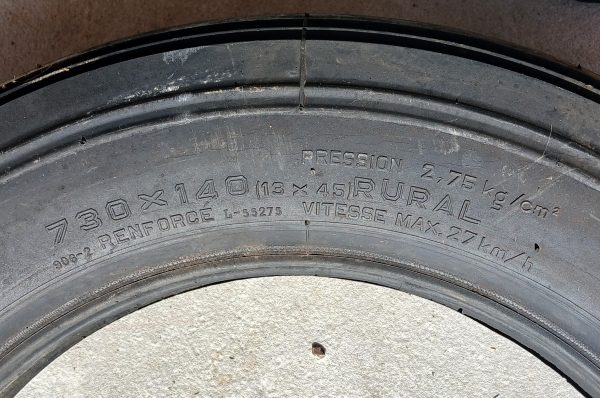 PRESSION 2,75 kg/cm²
730 X 140 (13 X 45) RURAL
908-2 RENFORCÉ L-55275 VITESSE MAX. 27 km/h